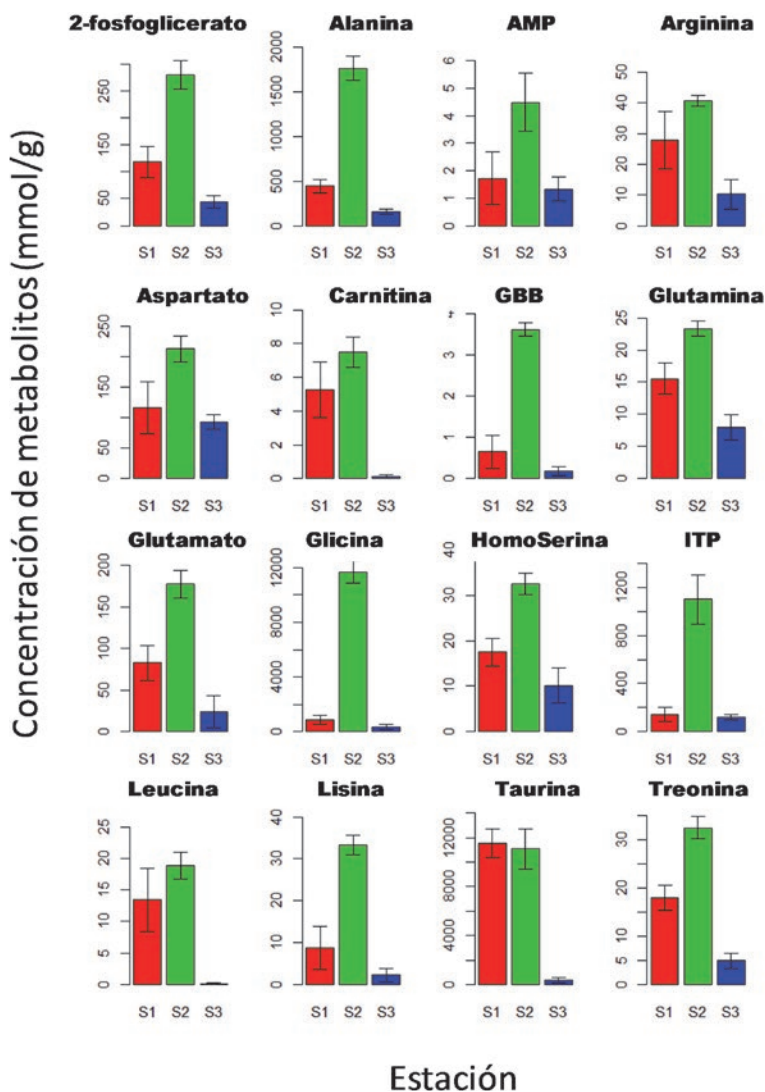 Concentración de metabolitos (mmol/g)
2-fosfoglicerato Alanina AMP Arginina
0 50 150 250
0 500 1000 1500 2000
0 1 2 3 4 5 6
0 10 20 30 40 50
S1 S2 S3 S1 S2 S3 S1 S2 S3 S1 S2 S3
Aspartato Carnitina GBB Glutamina
0 50 150 250
0 2 4 6 8 10
0 1 2 3 4
0 5 10 15 20 25
S1 S2 S3 S1 S2 S3 S1 S2 S3 S1 S2 S3
Glutamato Glicina HomoSerina ITP
0 50 100 150 200
0 4000 8000 12000
0 10 20 30 40
0 400 800 1200
S1 S2 S3 S1 S2 S3 S1 S2 S3 S1 S2 S3
Leucina Lisina Taurina Treonina
0 5 10 15 20 25
0 10 20 30 40
0 4000 8000 12000
0 5 10 20 30
S1 S2 S3 S1 S2 S3 S1 S2 S3 S1 S2 S3
Estación